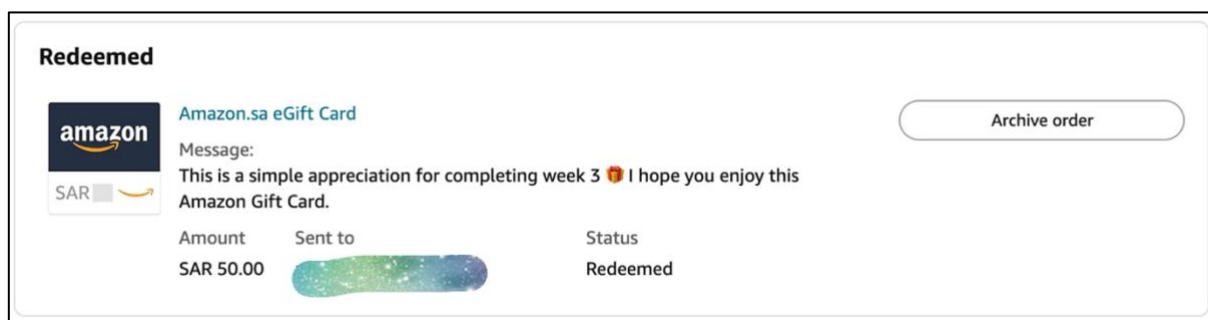 Redeemed
amazon
SAR
Amazon.sa eGift Card
Archive order
Message:
This is a simple appreciation for completing week 3 🎁 I hope you enjoy this
Amazon Gift Card.
Amount Sent to Status
SAR 50.00 Redeemed